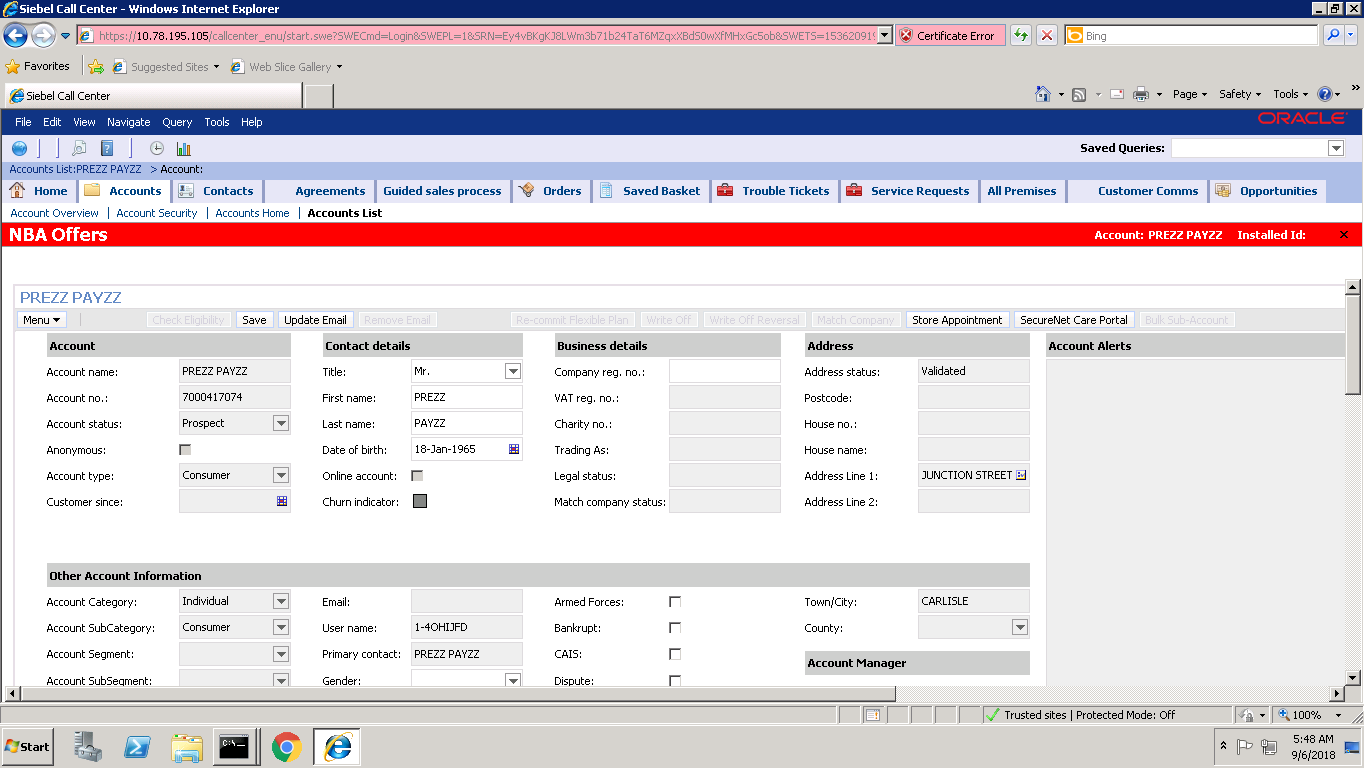 Siebel Call Center - Windows Internet Explorer
https://10.78.195.105/callcenter_enu/start.swe?SWECmd=Login&SWEPL=1&SRN=Ey4vBKgKJ8LWm3b71b24TaT6MZqxXBdS0wXfMHxGc5ob&SWETS=153620919 Certificate Error Bing
Favorites Suggested Sites Web Slice Gallery
Siebel Call Center Page Safety Tools
File Edit View Navigate Query Tools Help ORACLE
Saved Queries:
Accounts List:PREZZ PAYZZ > Account:
Home Accounts Contacts Agreements Guided sales process Orders Saved Basket Trouble Tickets Service Requests All Premises Customer Comms Opportunities
Account Overview | Account Security | Accounts Home | Accounts List
NBA Offers Account: PREZZ PAYZZ Installed Id:
PREZZ PAYZZ
Menu Check Eligibility Save Update Email Remove Email Re-commit Flexible Plan Write Off Write Off Reversal Match Company Store Appointment SecureNet Care Portal Bulk Sub-Account
Account Contact details Business details Address Account Alerts
Account name: PREZZ PAYZZ Title: Mr. Company reg. no.: Address status: Validated
Account no.: 7000417074 First name: PREZZ VAT reg. no.: Postcode:
Account status: Prospect Last name: PAYZZ Charity no.: House no.:
Anonymous: Date of birth: 18-Jan-1965 Trading As: House name:
Account type: Consumer Online account: Legal status: Address Line 1: JUNCTION STREET
Customer since: Churn indicator: Match company status: Address Line 2:
Other Account Information
Account Category: Individual Email: Armed Forces: Town/City: CARLISLE
Account SubCategory: Consumer User name: 1-4OHIJFD Bankrupt: County:
Account Segment: Primary contact: PREZZ PAYZZ CAIS: Account Manager
Account SubSegment: Gender: Dispute:
Trusted sites | Protected Mode: Off 100%
Start 5:48 AM
9/6/2018